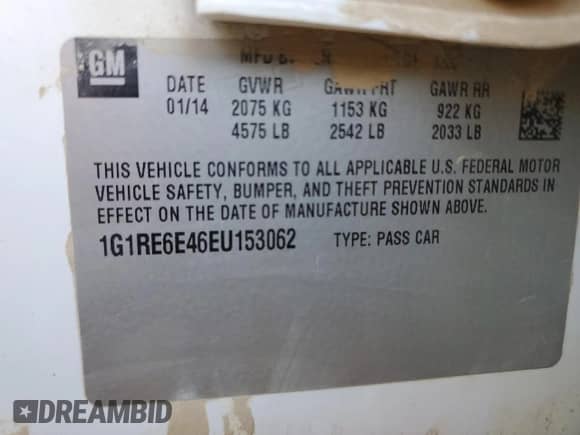 GM
DATE GVWR GAWR FRT GAWR RR
01/14 2075 KG 1153 KG 922 KG
4575 LB 2542 LB 2033 LB
THIS VEHICLE CONFORMS TO ALL APPLICABLE U.S. FEDERAL MOTOR
VEHICLE SAFETY, BUMPER, AND THEFT PREVENTION STANDARDS IN
EFFECT ON THE DATE OF MANUFACTURE SHOWN ABOVE.
1G1RE6E46EU153062 TYPE: PASS CAR
DREAMBID